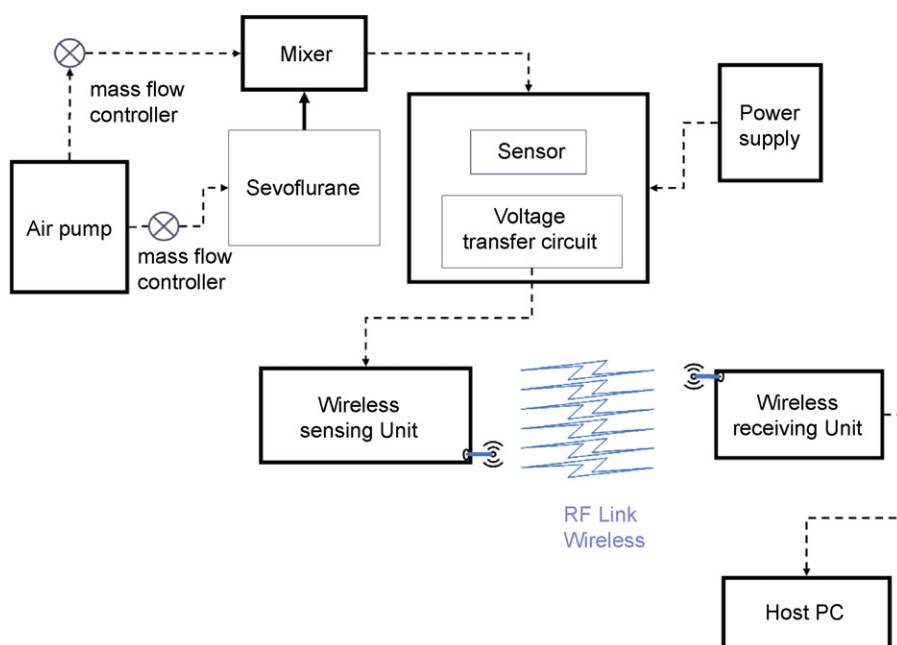 Mixer
mass flow
controller
Power
supply
Sensor
Sevoflurane
Air pump
Voltage
transfer circuit
mass flow
controller
Wireless
sensing Unit
Wireless
receiving Unit
RF Link
Wireless
Host PC